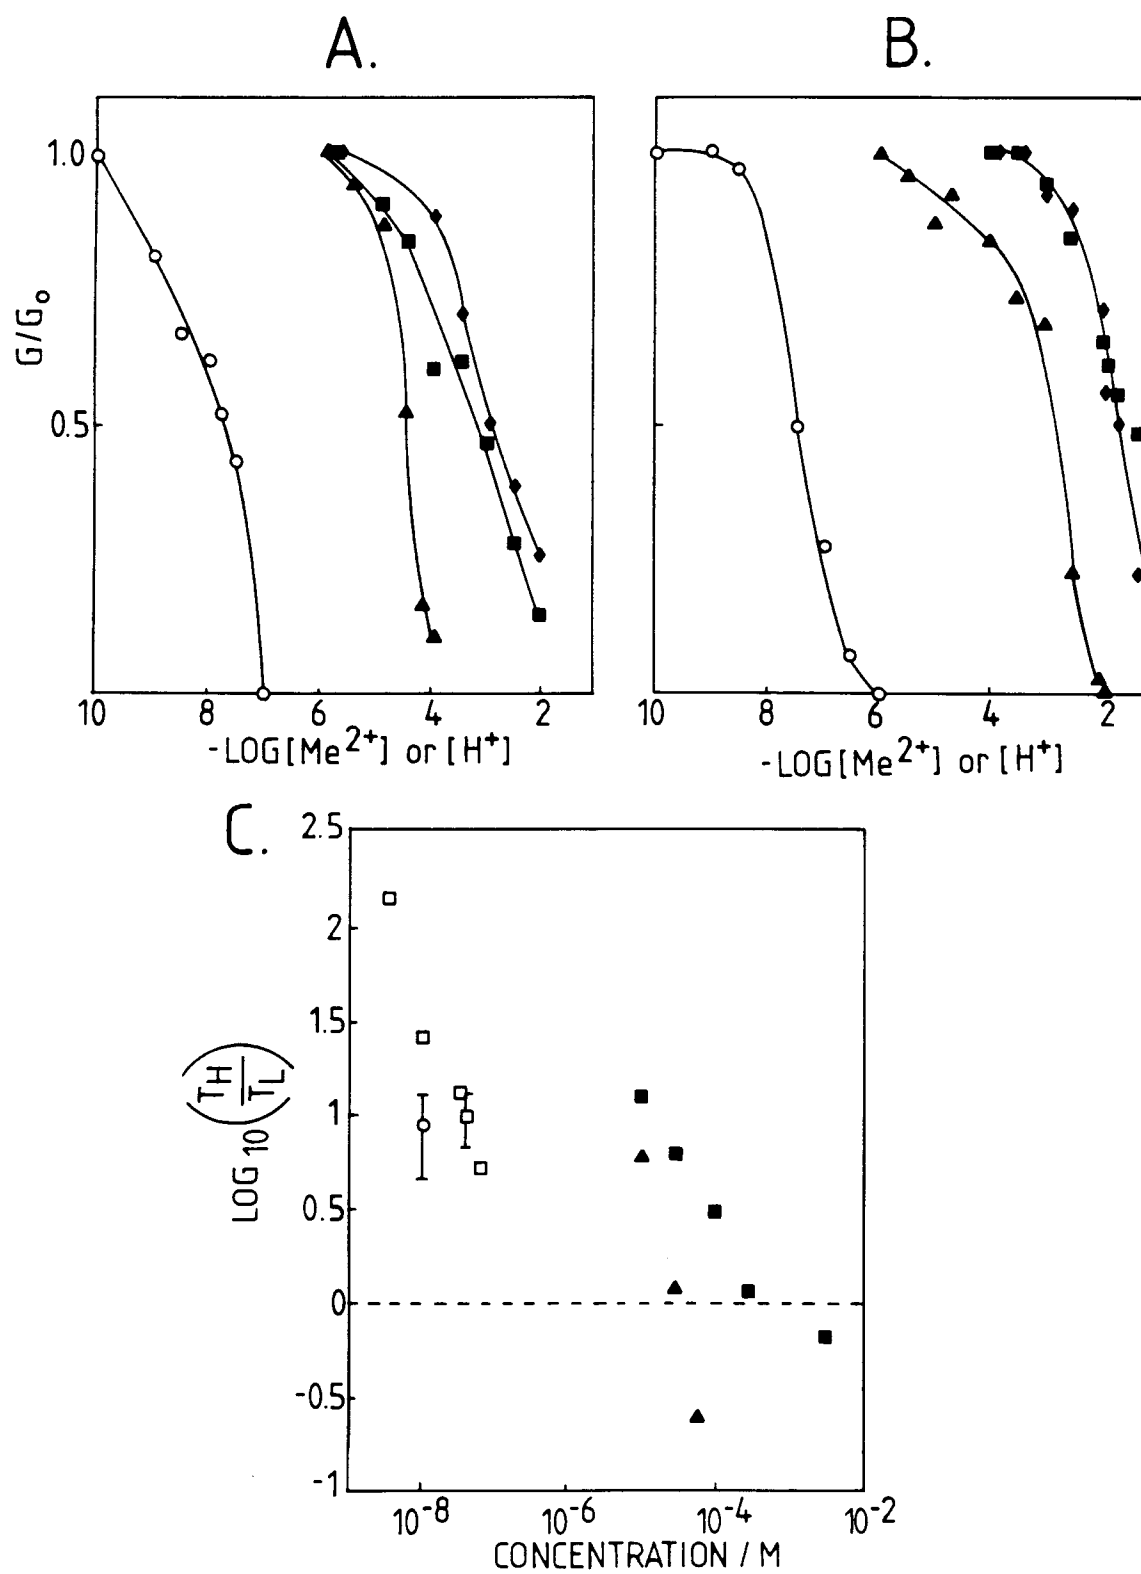 A.
B.
1.0
0.5
G/G₀
10 8 6 4 2
-LOG[Me²⁺] or [H⁺]
10 8 6 4 2
-LOG[Me²⁺] or [H⁺]
C.
2.5
2
1.5
1
0.5
0
-0.5
-1
LOG₁₀(T_H/T_L)
10⁻⁸ 10⁻⁶ 10⁻⁴ 10⁻²
CONCENTRATION / M